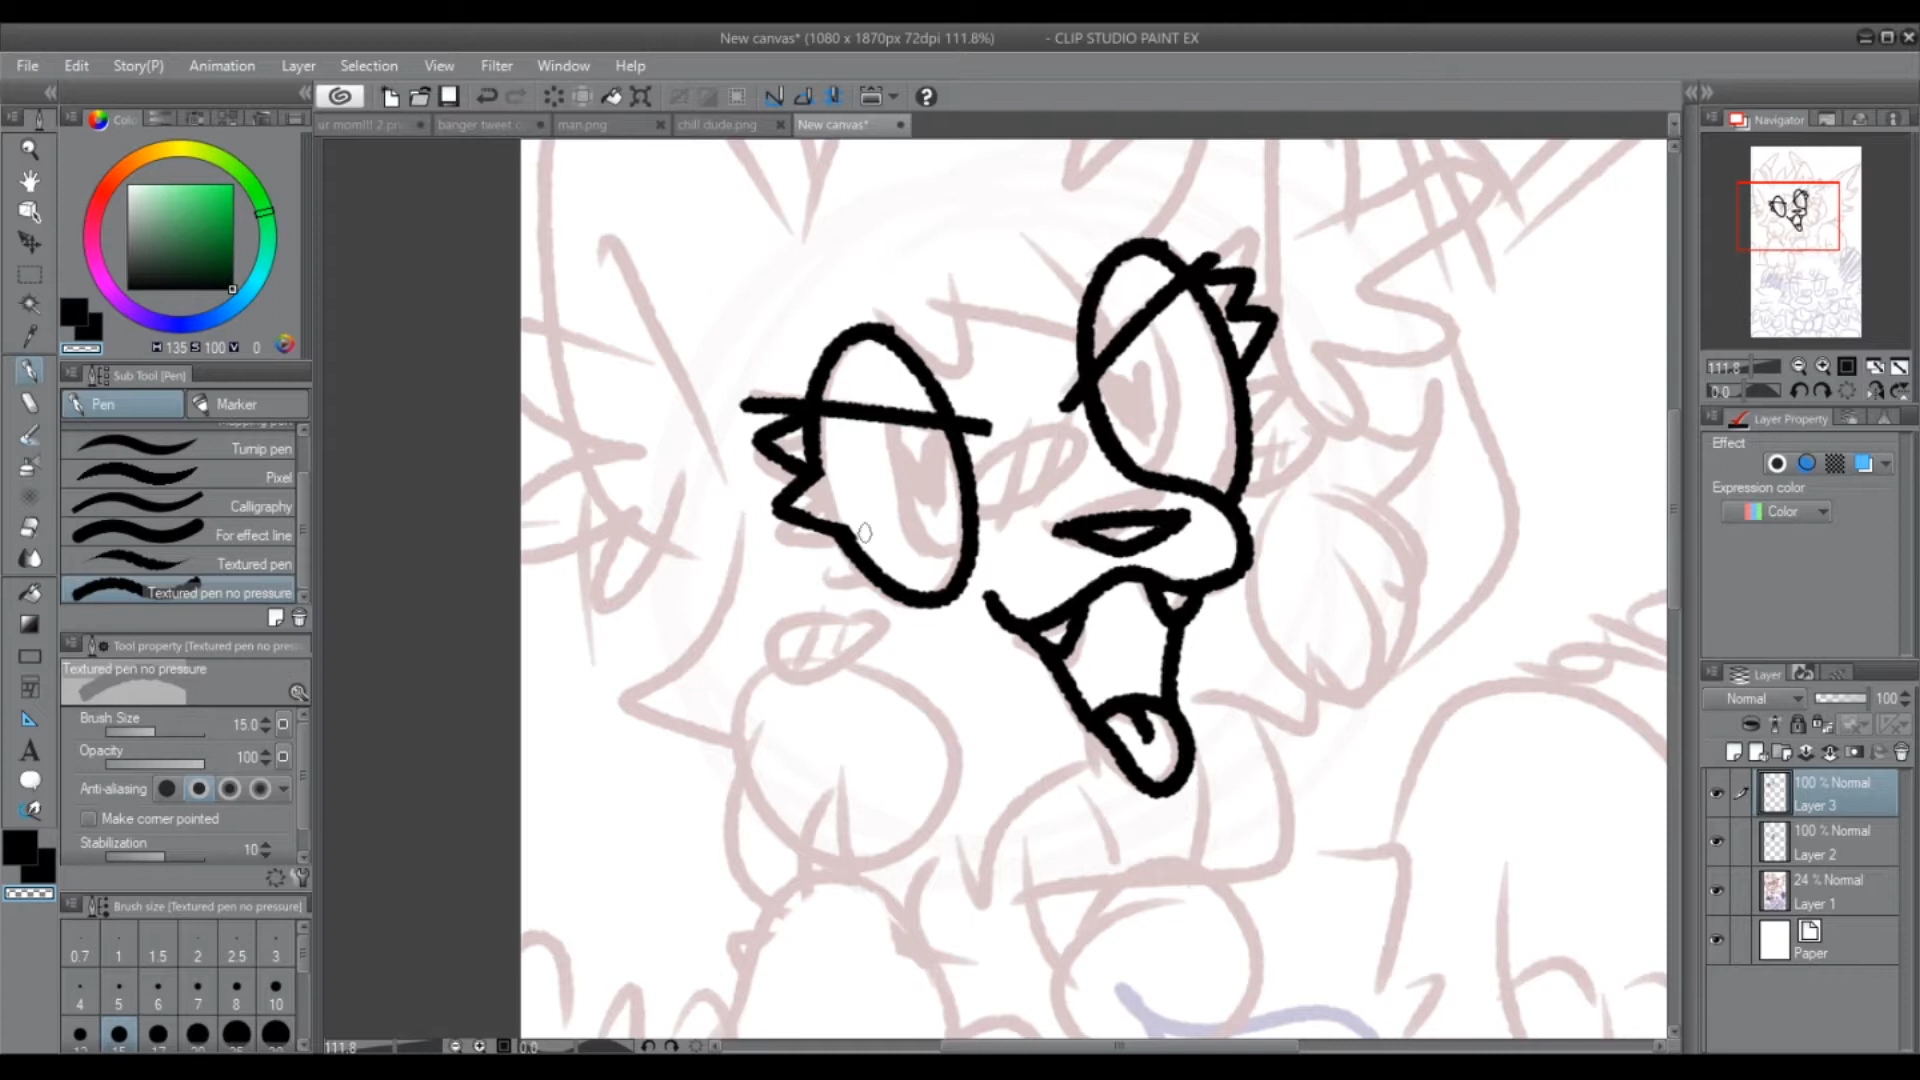 New canvas* (1080 x 1870px 72dpi 111.8%) - CLIP STUDIO PAINT EX
File Edit Story(P) Animation Layer Selection View Filter Window Help
ur mom!!! 2 banger tweet man.png chill dude.png New canvas*
Navigator
H 135 S 100 V 0
Sub Tool [Pen]
Pen Marker
Turnip pen
Pixel
Calligraphy
For effect line
Textured pen
Textured pen no pressure
Tool property [Textured pen no
Textured pen no pressure
Brush Size 15.0
Opacity 100
Anti-aliasing
Make corner pointed
Stabilization 10
Brush size [Textured pen no pressure]
0.7 1 1.5 2 2.5 3
4 5 6 7 8 10
111.8 0.0
111.8
0.0
Layer Property
Effect
Expression color
Color
Layer
Normal 100
100 % Normal
Layer 3
100 % Normal
Layer 2
24 % Normal
Layer 1
Paper